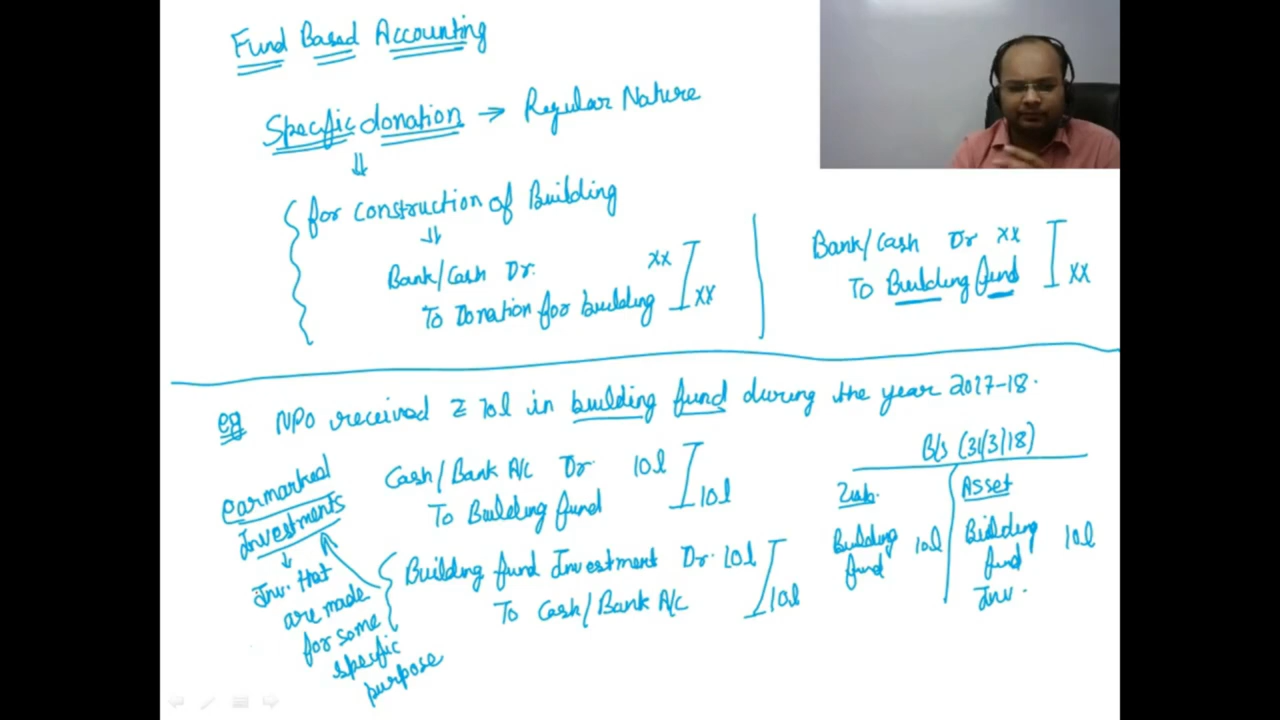 Fund Based Accounting
Specific donation → Regular Nature
⇓
for construction of Building
⇓
Bank/Cash Dr. xx
To Donation for building xx
Bank/Cash Dr xx
To Building fund xx
eg NPO received ₹ 10l in building fund during the year 2017-18.
Cash/Bank A/c Dr 10l
To Building fund 10l
Building fund Investment Dr. 10l
To Cash/Bank A/c 10l
earmarked
Investments
↓
Inv. that
are made
for some
specific
purpose
B/s (31/3/18)
Liab. Asset
Building fund 10l
Building fund Inv. 10l